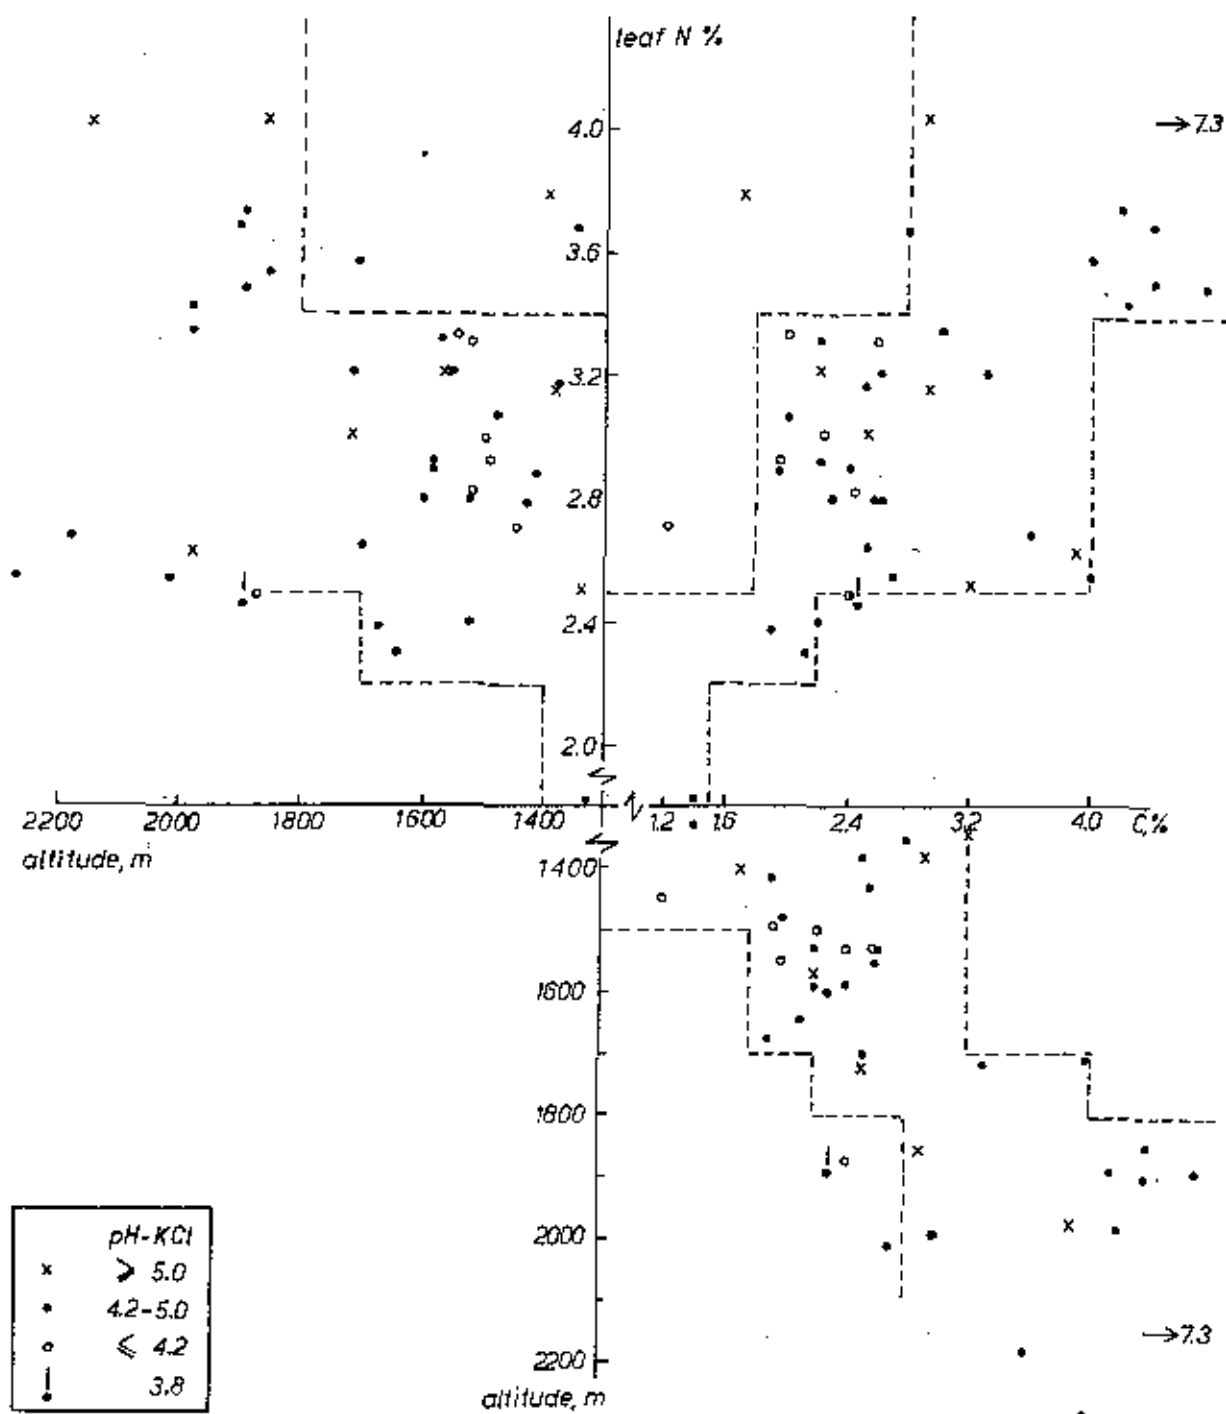 leaf N %
4.0
→7.3
3.6
3.2
2.8
2.4
2.0
2200 2000 1800 1600 1400 1.2 1.6 2.4 3.2 4.0 C,%
altitude, m
1400
1600
1800
2000
2200
altitude, m
→7.3
pH-KCl
x ⩾ 5.0
• 4.2-5.0
o ⩽ 4.2
3.8